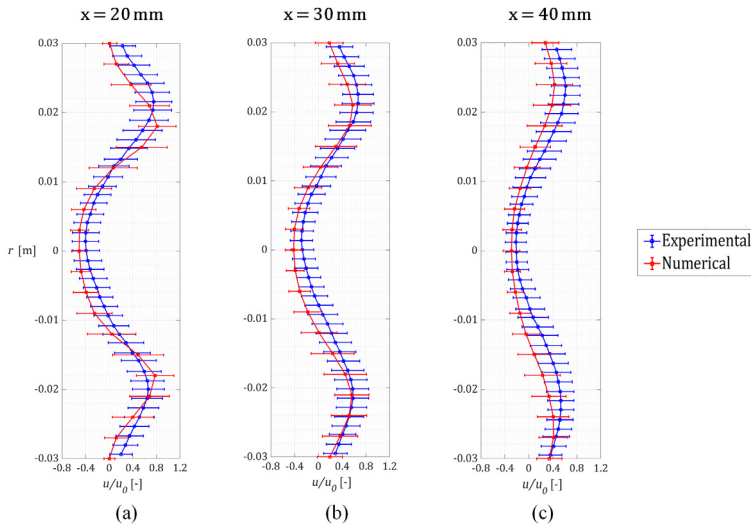 x = 20 mm
x = 30 mm
x = 40 mm
0.03
0.02
0.01
r [m] 0
-0.01
-0.02
-0.03
-0.8 -0.4 0 0.4 0.8 1.2
u/u0 [-]
(a)
0.03
0.02
0.01
0
-0.01
-0.02
-0.03
-0.8 -0.4 0 0.4 0.8 1.2
u/u0 [-]
(b)
0.03
0.02
0.01
0
-0.01
-0.02
-0.03
-0.8 -0.4 0 0.4 0.8 1.2
u/u0 [-]
(c)
Experimental
Numerical